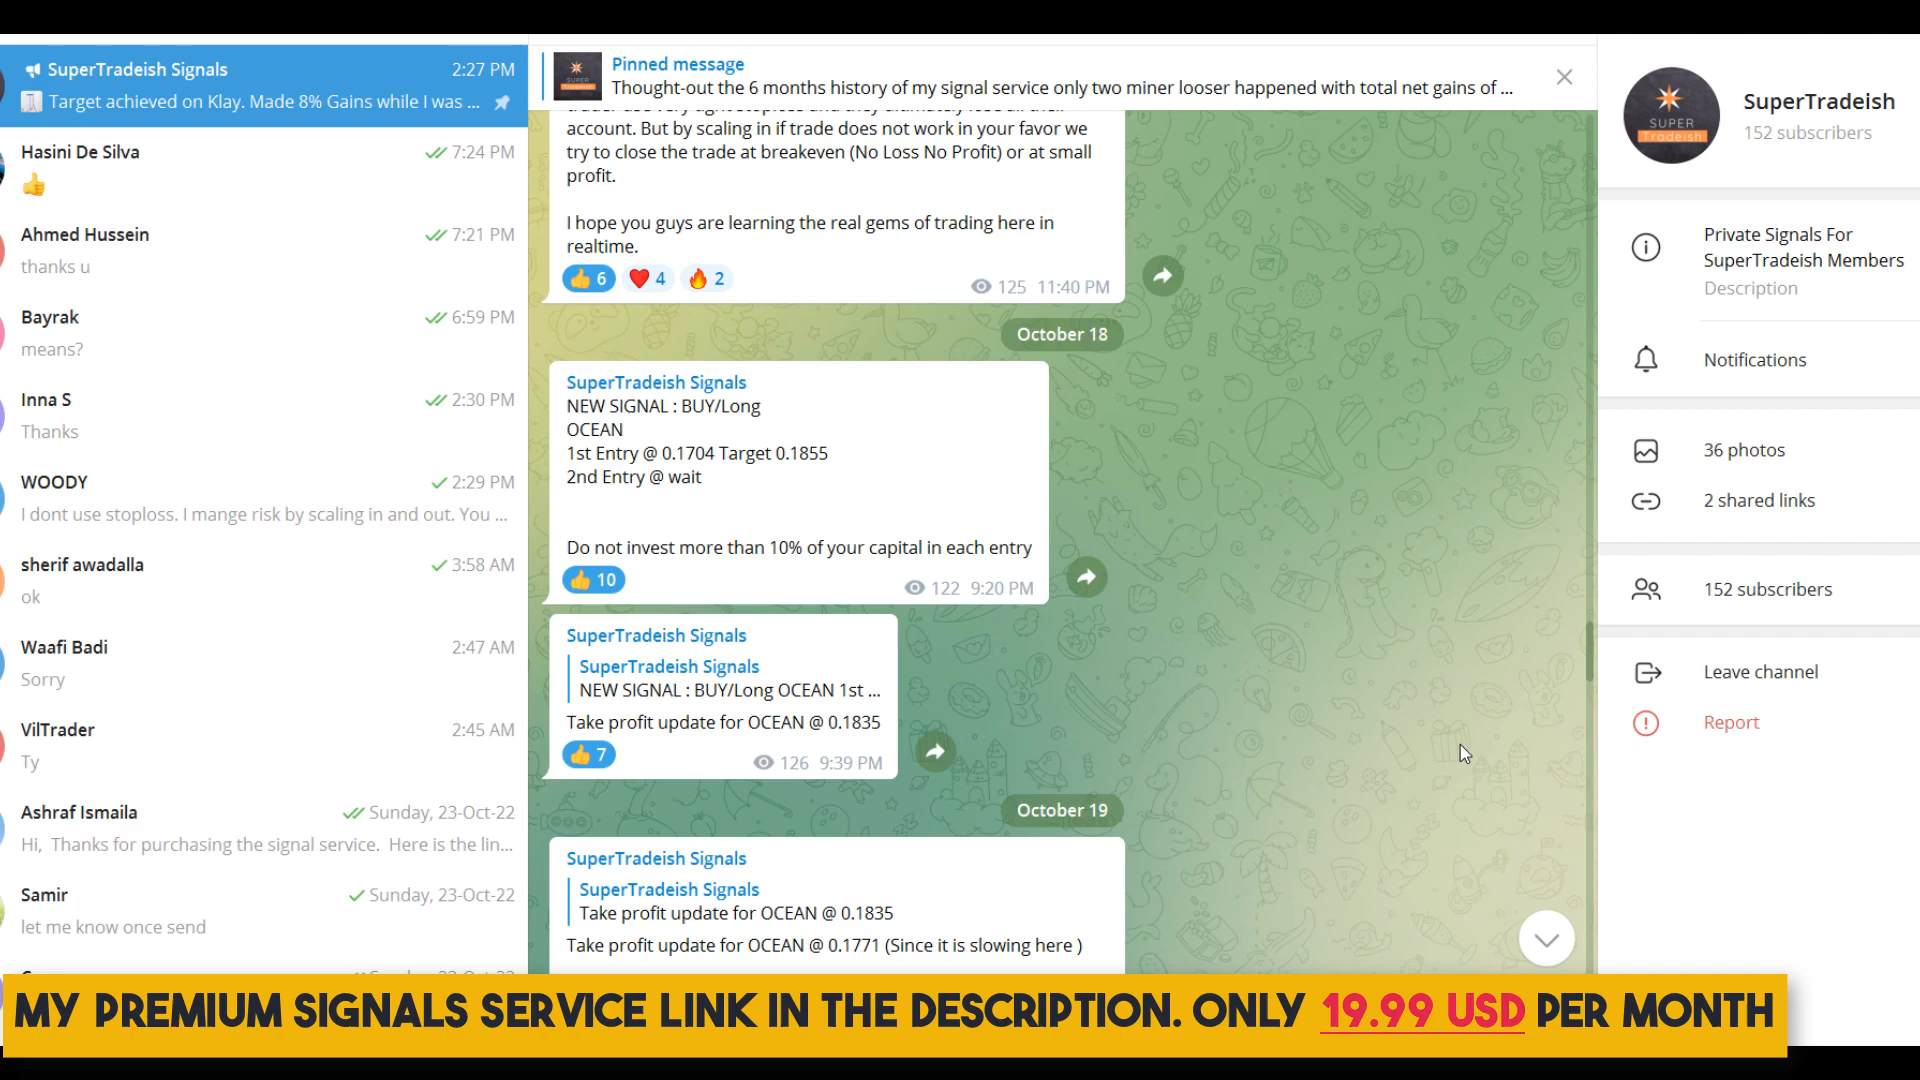 SuperTradeish Signals 2:27 PM
Target achieved on Klay. Made 8% Gains while I was ...
Hasini De Silva 7:24 PM
👍
Ahmed Hussein 7:21 PM
thanks u
Bayrak 6:59 PM
means?
Inna S 2:30 PM
Thanks
WOODY 2:29 PM
I dont use stoploss. I mange risk by scaling in and out. You ...
sherif awadalla 3:58 AM
ok
Waafi Badi 2:47 AM
Sorry
VilTrader 2:45 AM
Ty
Ashraf Ismaila Sunday, 23-Oct-22
Hi, Thanks for purchasing the signal service. Here is the lin...
Samir Sunday, 23-Oct-22
let me know once send
Pinned message
Thought-out the 6 months history of my signal service only two miner looser happened with total net gains of ...
account. But by scaling in if trade does not work in your favor we
try to close the trade at breakeven (No Loss No Profit) or at small
profit.
I hope you guys are learning the real gems of trading here in
realtime.
👍 6 ❤️ 4 🔥 2
125 11:40 PM
October 18
SuperTradeish Signals
NEW SIGNAL : BUY/Long
OCEAN
1st Entry @ 0.1704 Target 0.1855
2nd Entry @ wait
Do not invest more than 10% of your capital in each entry
👍 10
122 9:20 PM
SuperTradeish Signals
SuperTradeish Signals
NEW SIGNAL : BUY/Long OCEAN 1st ...
Take profit update for OCEAN @ 0.1835
👍 7
126 9:39 PM
October 19
SuperTradeish Signals
SuperTradeish Signals
Take profit update for OCEAN @ 0.1835
Take profit update for OCEAN @ 0.1771 (Since it is slowing here )
SUPER
Tradeish
SuperTradeish
152 subscribers
Private Signals For
SuperTradeish Members
Description
Notifications
36 photos
2 shared links
152 subscribers
Leave channel
Report
MY PREMIUM SIGNALS SERVICE LINK IN THE DESCRIPTION. ONLY 19.99 USD PER MONTH